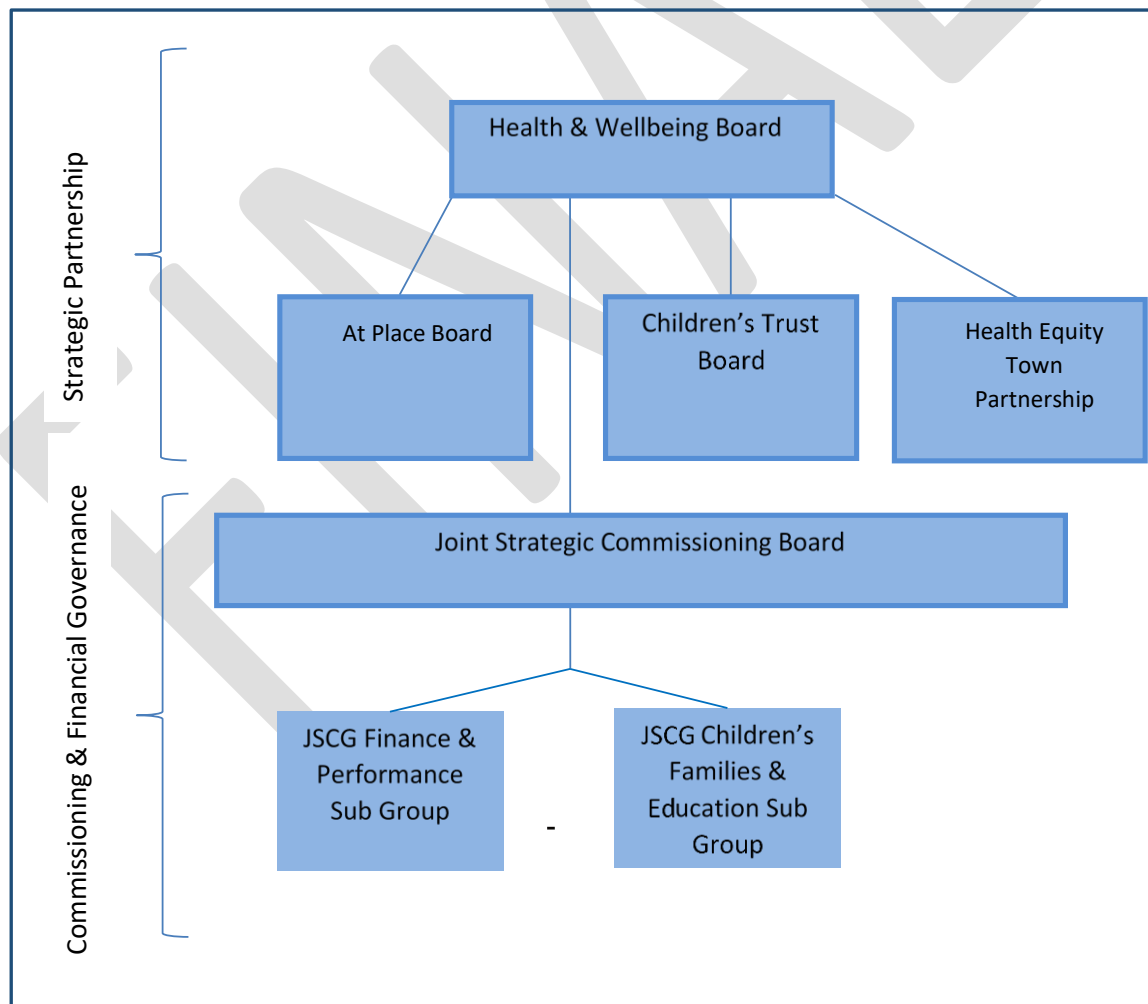 Strategic Partnership
Health & Wellbeing Board
At Place Board
Children’s Trust
Board
Health Equity
Town
Partnership
Commissioning & Financial Governance
Joint Strategic Commissioning Board
JSCG Finance &
Performance
Sub Group
-
JSCG Children’s
Families &
Education Sub
Group